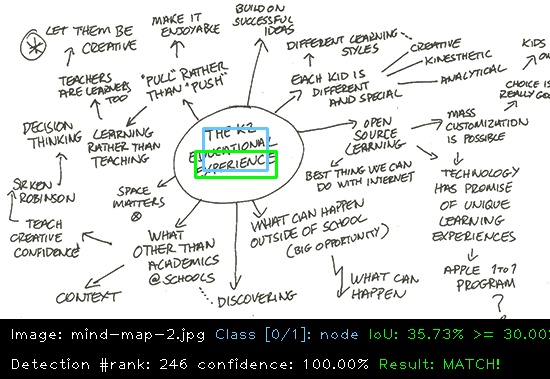 LET THEM BE
CREATIVE
MAKE IT
ENJOYABLE
BUILD ON
SUCCESSFUL
IDEAS
DIFFERENT LEARNING
STYLES
CREATIVE
KINESTHETIC
ANALYTICAL
KIDS
CHOICE IS
TEACHERS
ARE LEARNERS
TOO
"PULL" RATHER
THAN "PUSH"
EACH KID IS
DIFFERENT
AND SPECIAL
DECISION
THINKING
LEARNING
RATHER THAN
TEACHING
THE K2
EDUCATIONAL
EXPERIENCE
OPEN
SOURCE
LEARNING
MASS
CUSTOMIZATION
IS POSSIBLE
SIR KEN
ROBINSON
SPACE
MATTERS
BEST THING WE CAN
DO WITH INTERNET
TECHNOLOGY
HAS PROMISE
OF UNIQUE
LEARNING
EXPERIENCES
TEACH
CREATIVE
CONFIDENCE
WHAT
OTHER THAN
ACADEMICS
@ SCHOOLS
WHAT CAN HAPPEN
OUTSIDE OF SCHOOL
(BIG OPPORTUNITY)
CONTEXT
DISCOVERING
WHAT CAN
HAPPEN
APPLE 1 TO 1
PROGRAM
?
Image: mind-map-2.jpg Class [0/1]: node IoU: 35.73% >= 30.00
Detection #rank: 246 confidence: 100.00% Result: MATCH!